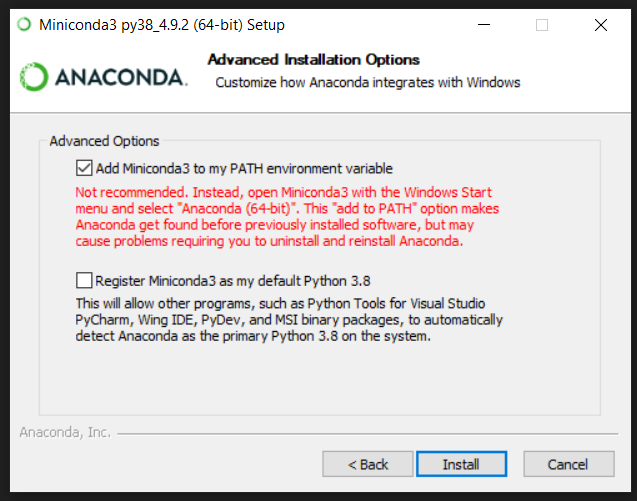 Miniconda3 py38_4.9.2 (64-bit) Setup
ANACONDA.
Advanced Installation Options
Customize how Anaconda integrates with Windows
Advanced Options
Add Miniconda3 to my PATH environment variable
Not recommended. Instead, open Miniconda3 with the Windows Start
menu and select "Anaconda (64-bit)". This "add to PATH" option makes
Anaconda get found before previously installed software, but may
cause problems requiring you to uninstall and reinstall Anaconda.
Register Miniconda3 as my default Python 3.8
This will allow other programs, such as Python Tools for Visual Studio
PyCharm, Wing IDE, PyDev, and MSI binary packages, to automatically
detect Anaconda as the primary Python 3.8 on the system.
Anaconda, Inc.
< Back
Install
Cancel